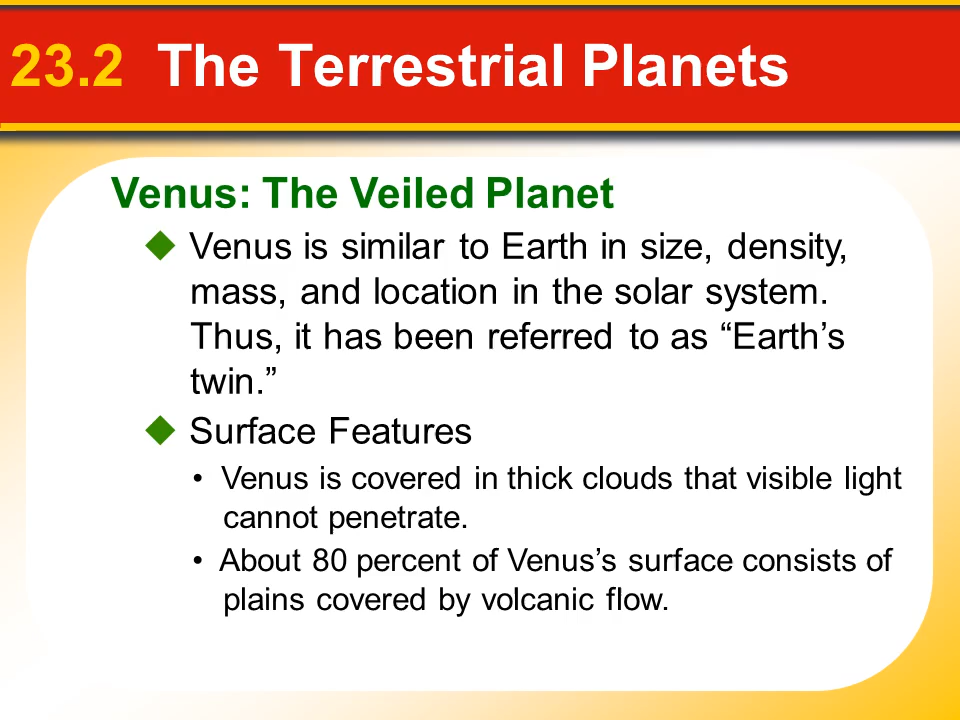 23.2 The Terrestrial Planets
Venus: The Veiled Planet
◆ Venus is similar to Earth in size, density,
mass, and location in the solar system.
Thus, it has been referred to as “Earth’s
twin.”
◆ Surface Features
• Venus is covered in thick clouds that visible light
cannot penetrate.
• About 80 percent of Venus’s surface consists of
plains covered by volcanic flow.